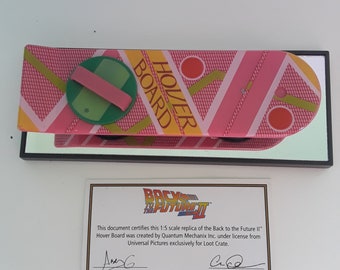 HOVER
BOARD
BACK
TO THE
FUTURE II
This document certifies this 1:5 scale replica of the Back to the Future II"
Hover Board was created by Quantum Mechanix Inc. under license from
Universal Pictures exclusively for Loot Crate.